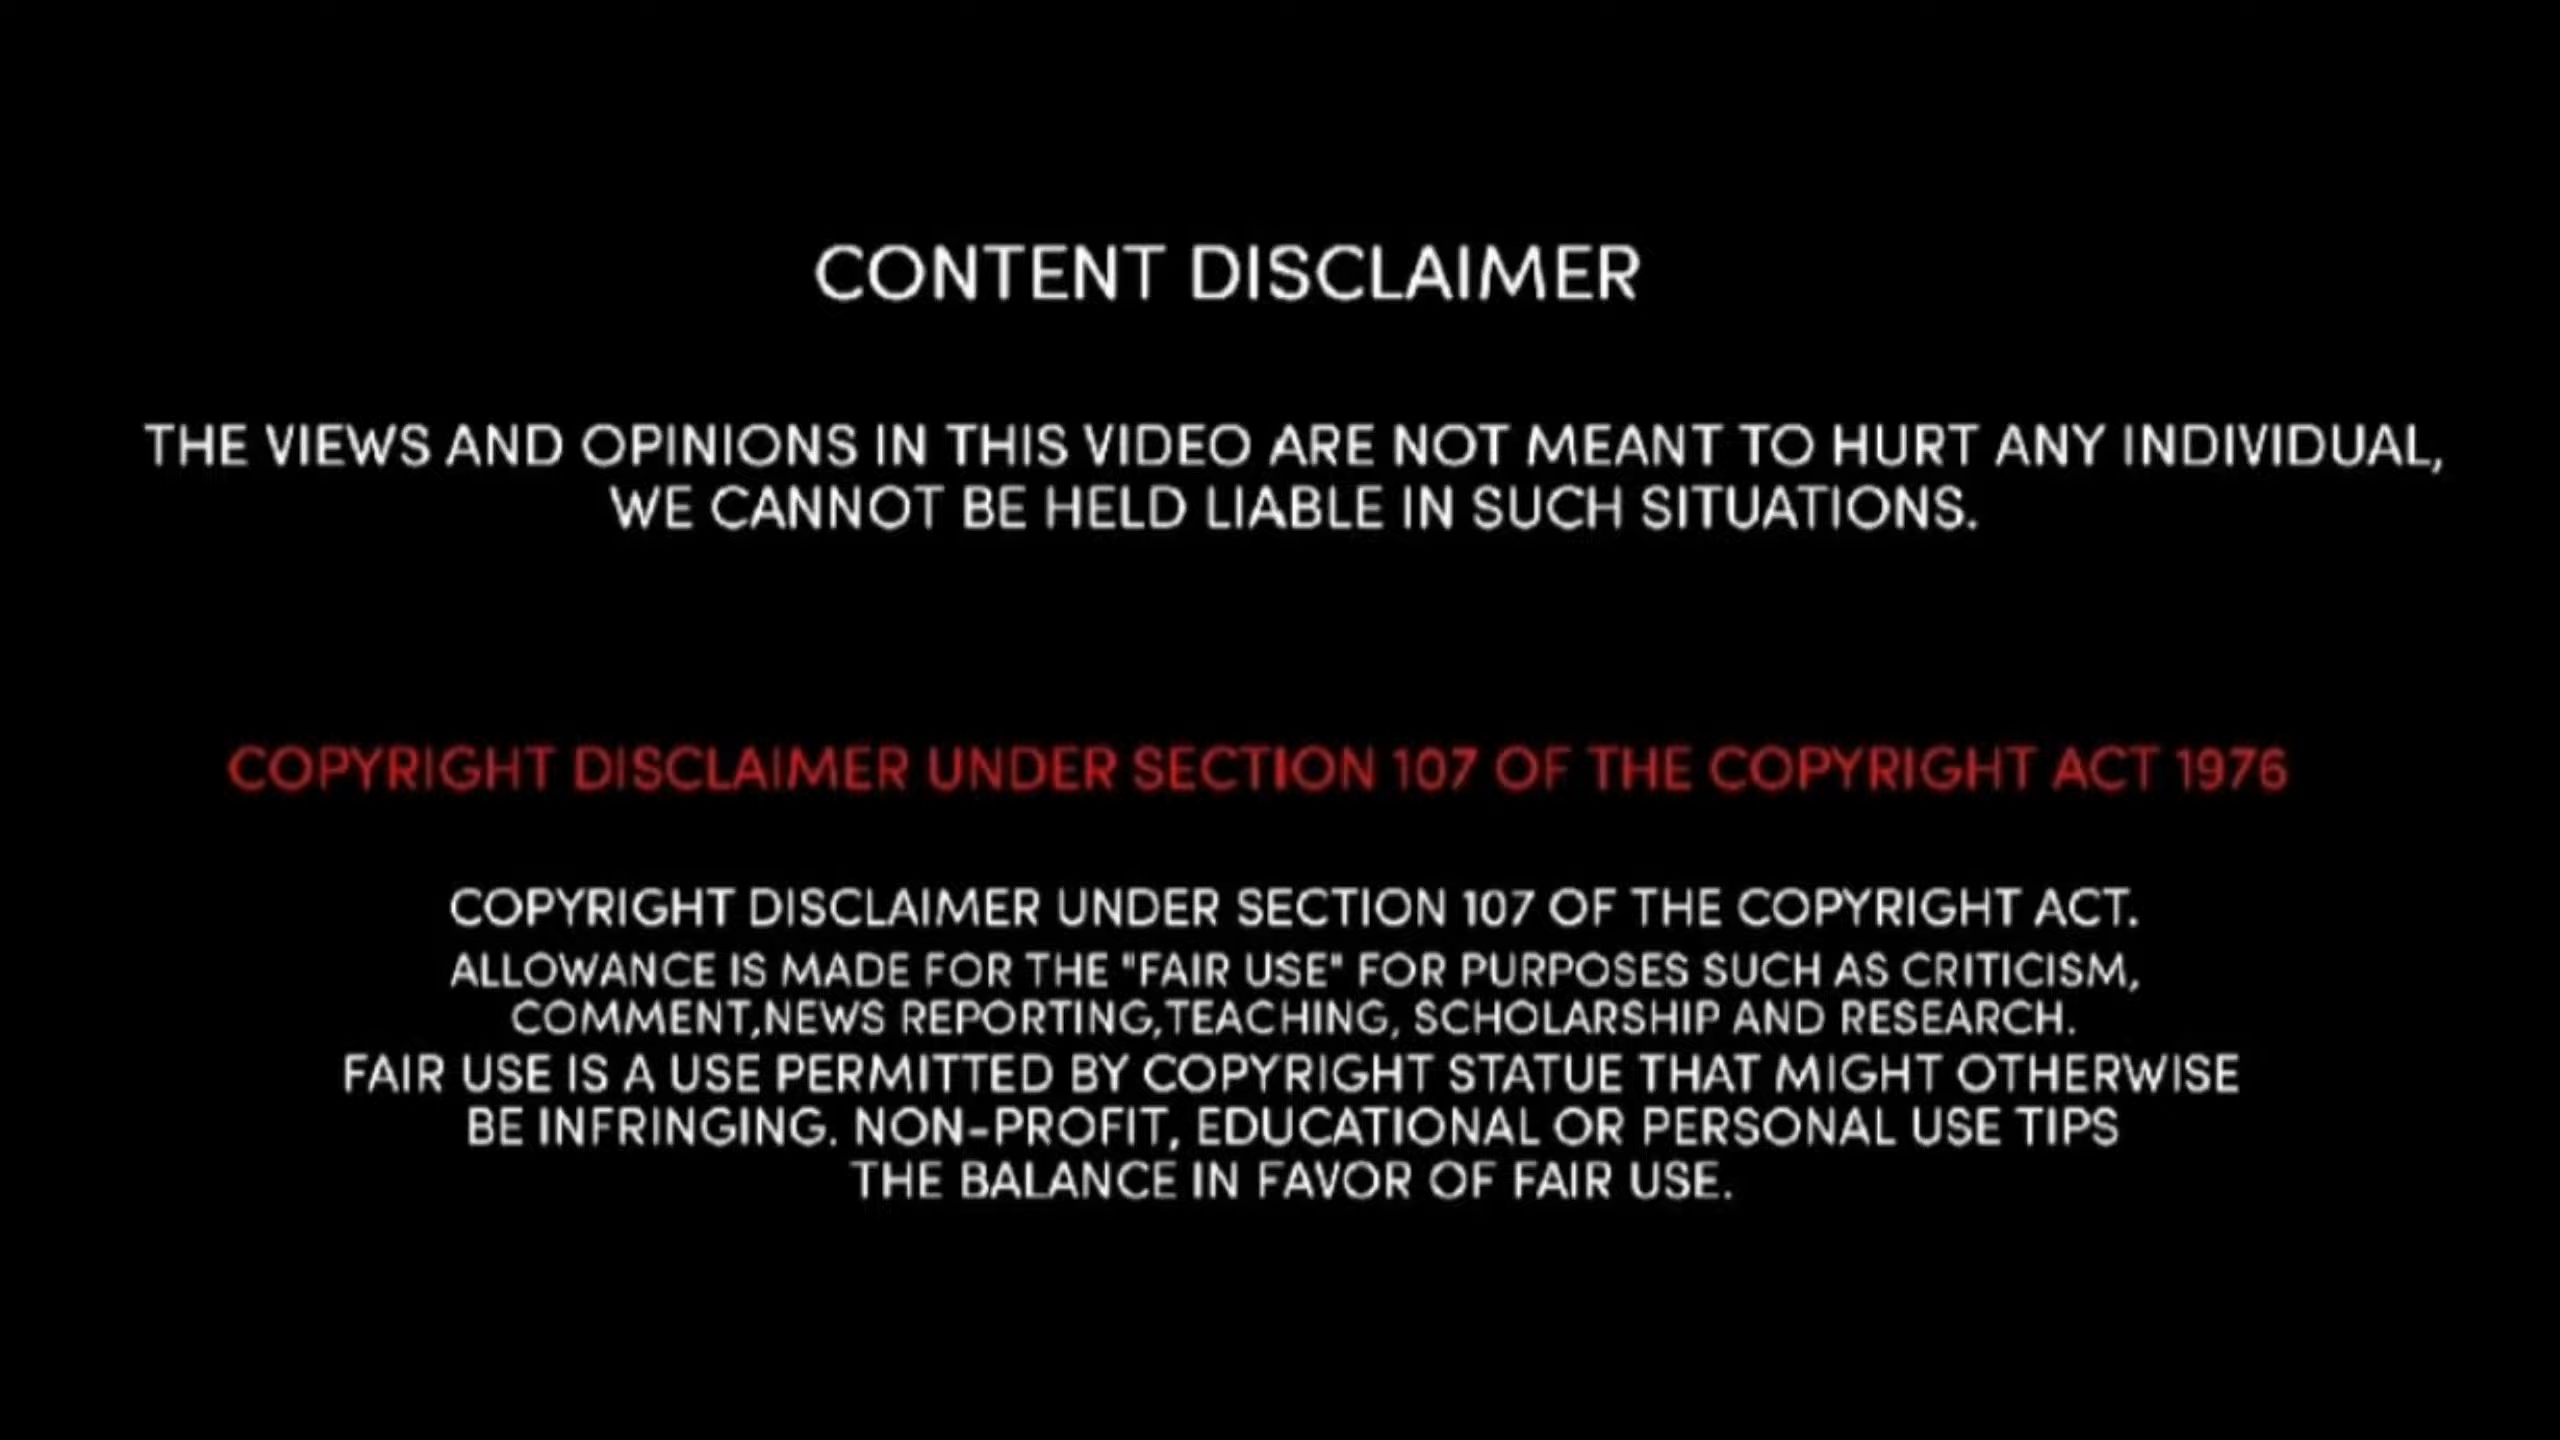 CONTENT DISCLAIMER
THE VIEWS AND OPINIONS IN THIS VIDEO ARE NOT MEANT TO HURT ANY INDIVIDUAL,
WE CANNOT BE HELD LIABLE IN SUCH SITUATIONS.
COPYRIGHT DISCLAIMER UNDER SECTION 107 OF THE COPYRIGHT ACT 1976
COPYRIGHT DISCLAIMER UNDER SECTION 107 OF THE COPYRIGHT ACT.
ALLOWANCE IS MADE FOR THE "FAIR USE" FOR PURPOSES SUCH AS CRITICISM,
COMMENT,NEWS REPORTING,TEACHING, SCHOLARSHIP AND RESEARCH.
FAIR USE IS A USE PERMITTED BY COPYRIGHT STATUE THAT MIGHT OTHERWISE
BE INFRINGING. NON-PROFIT, EDUCATIONAL OR PERSONAL USE TIPS
THE BALANCE IN FAVOR OF FAIR USE.